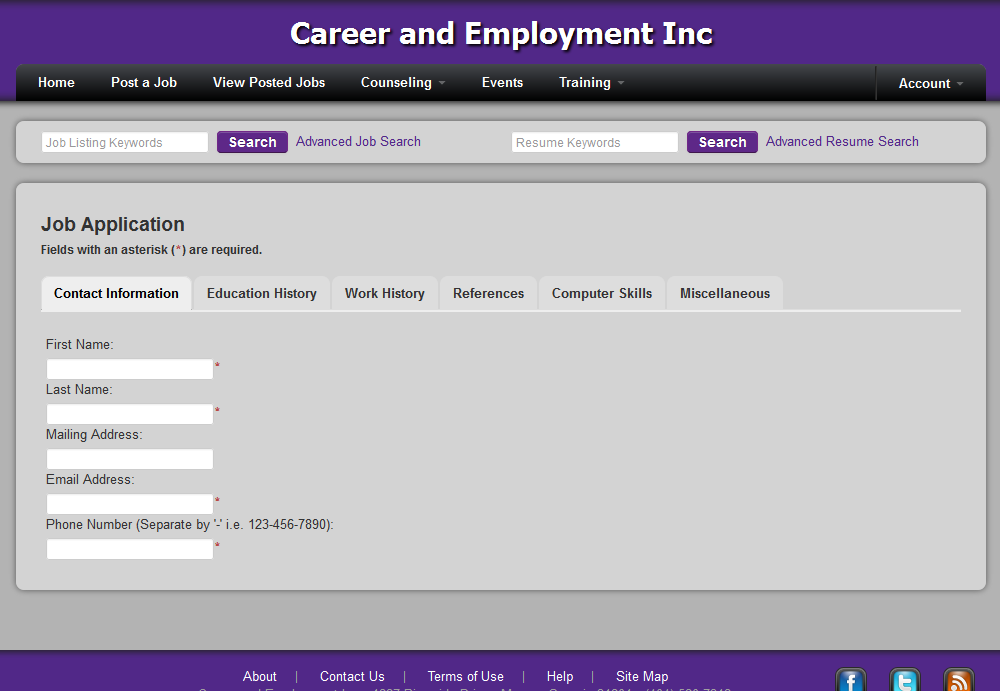 Career and Employment Inc
Home Post a Job View Posted Jobs Counseling Events Training Account
Job Listing Keywords Search Advanced Job Search Resume Keywords Search Advanced Resume Search
Job Application
Fields with an asterisk (*) are required.
Contact Information Education History Work History References Computer Skills Miscellaneous
First Name:
*
Last Name:
*
Mailing Address:
Email Address:
*
Phone Number (Separate by '-' i.e. 123-456-7890):
*
About | Contact Us | Terms of Use | Help | Site Map